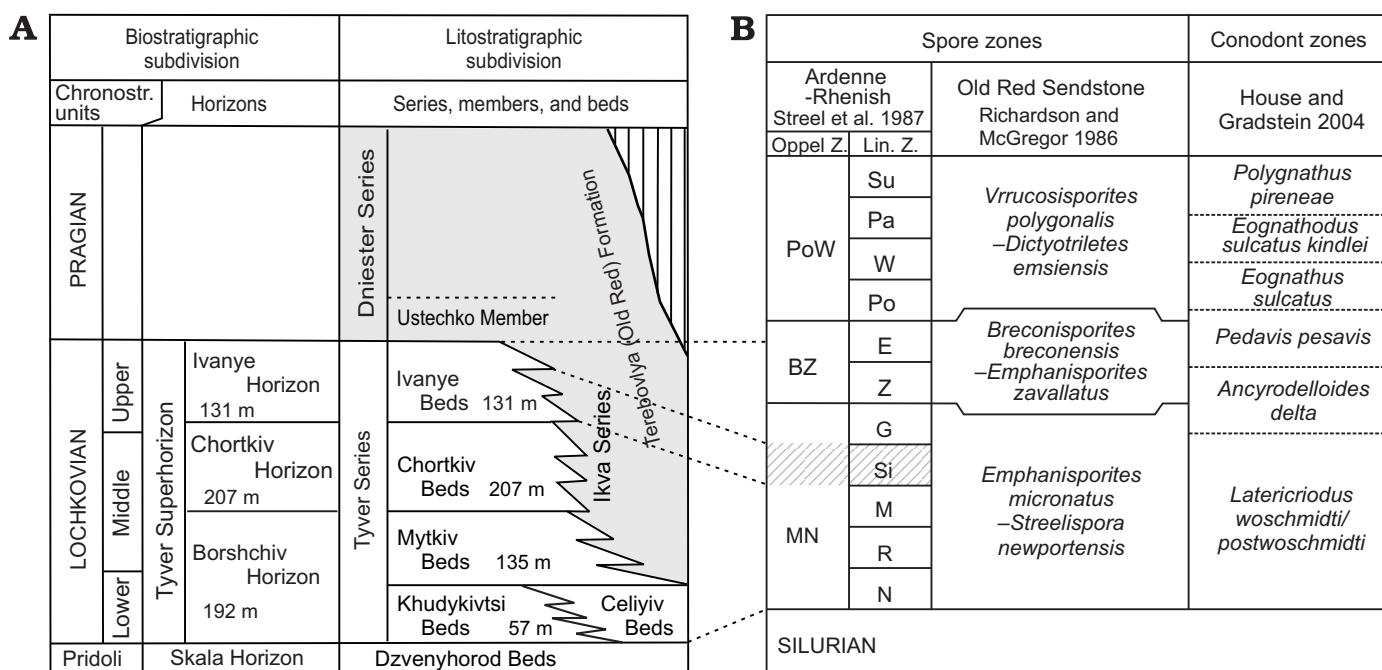 A
Biostratigraphic
subdivision
Litostratigraphic
subdivision
Chronostr.
units
Horizons
Series, members, and beds
PRAGIAN
Dniester Series
Terebovlya (Old Red) Formation
Ustechko Member
LOCHKOVIAN
Upper
Middle
Lower
Tyver Superhorizon
Ivanye
Horizon
131 m
Chortkiv
Horizon
207 m
Borshchiv
Horizon
192 m
Tyver Series
Ivanye
Beds 131 m
Chortkiv
Beds 207 m
Mytkiv
Beds 135 m
Khudykivtsi
Beds 57 m
Ikva Series
Celiyiv
Beds
Pridoli
Skala Horizon
Dzvenyhorod Beds
B
Spore zones
Conodont zones
Ardenne
-Rhenish
Streel et al. 1987
Old Red Sendstone
Richardson and
McGregor 1986
House and
Gradstein 2004
Oppel Z.
Lin. Z.
PoW
Su
Pa
W
Po
BZ
E
Z
MN
G
Si
M
R
N
Vrrucosisporites
polygonalis
–Dictyotriletes
emsiensis
Breconisporites
breconensis
–Emphanisporites
zavallatus
Emphanisporites
micronatus
–Streelispora
newportensis
Polygnathus
pireneae
Eognathodus
sulcatus kindlei
Eognathus
sulcatus
Pedavis pesavis
Ancyrodelloides
delta
Latericriodus
woschmidti/
postwoschmidti
SILURIAN